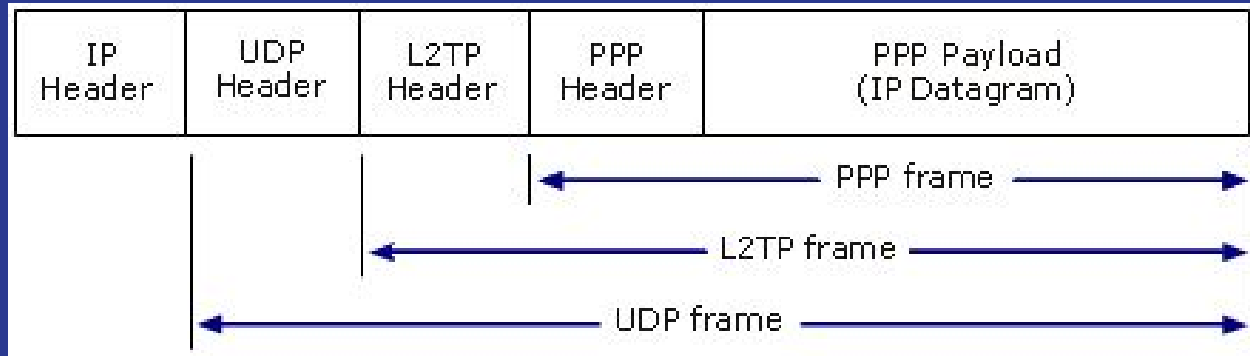 IP
Header
UDP
Header
L2TP
Header
PPP
Header
PPP Payload
(IP Datagram)
PPP frame
L2TP frame
UDP frame